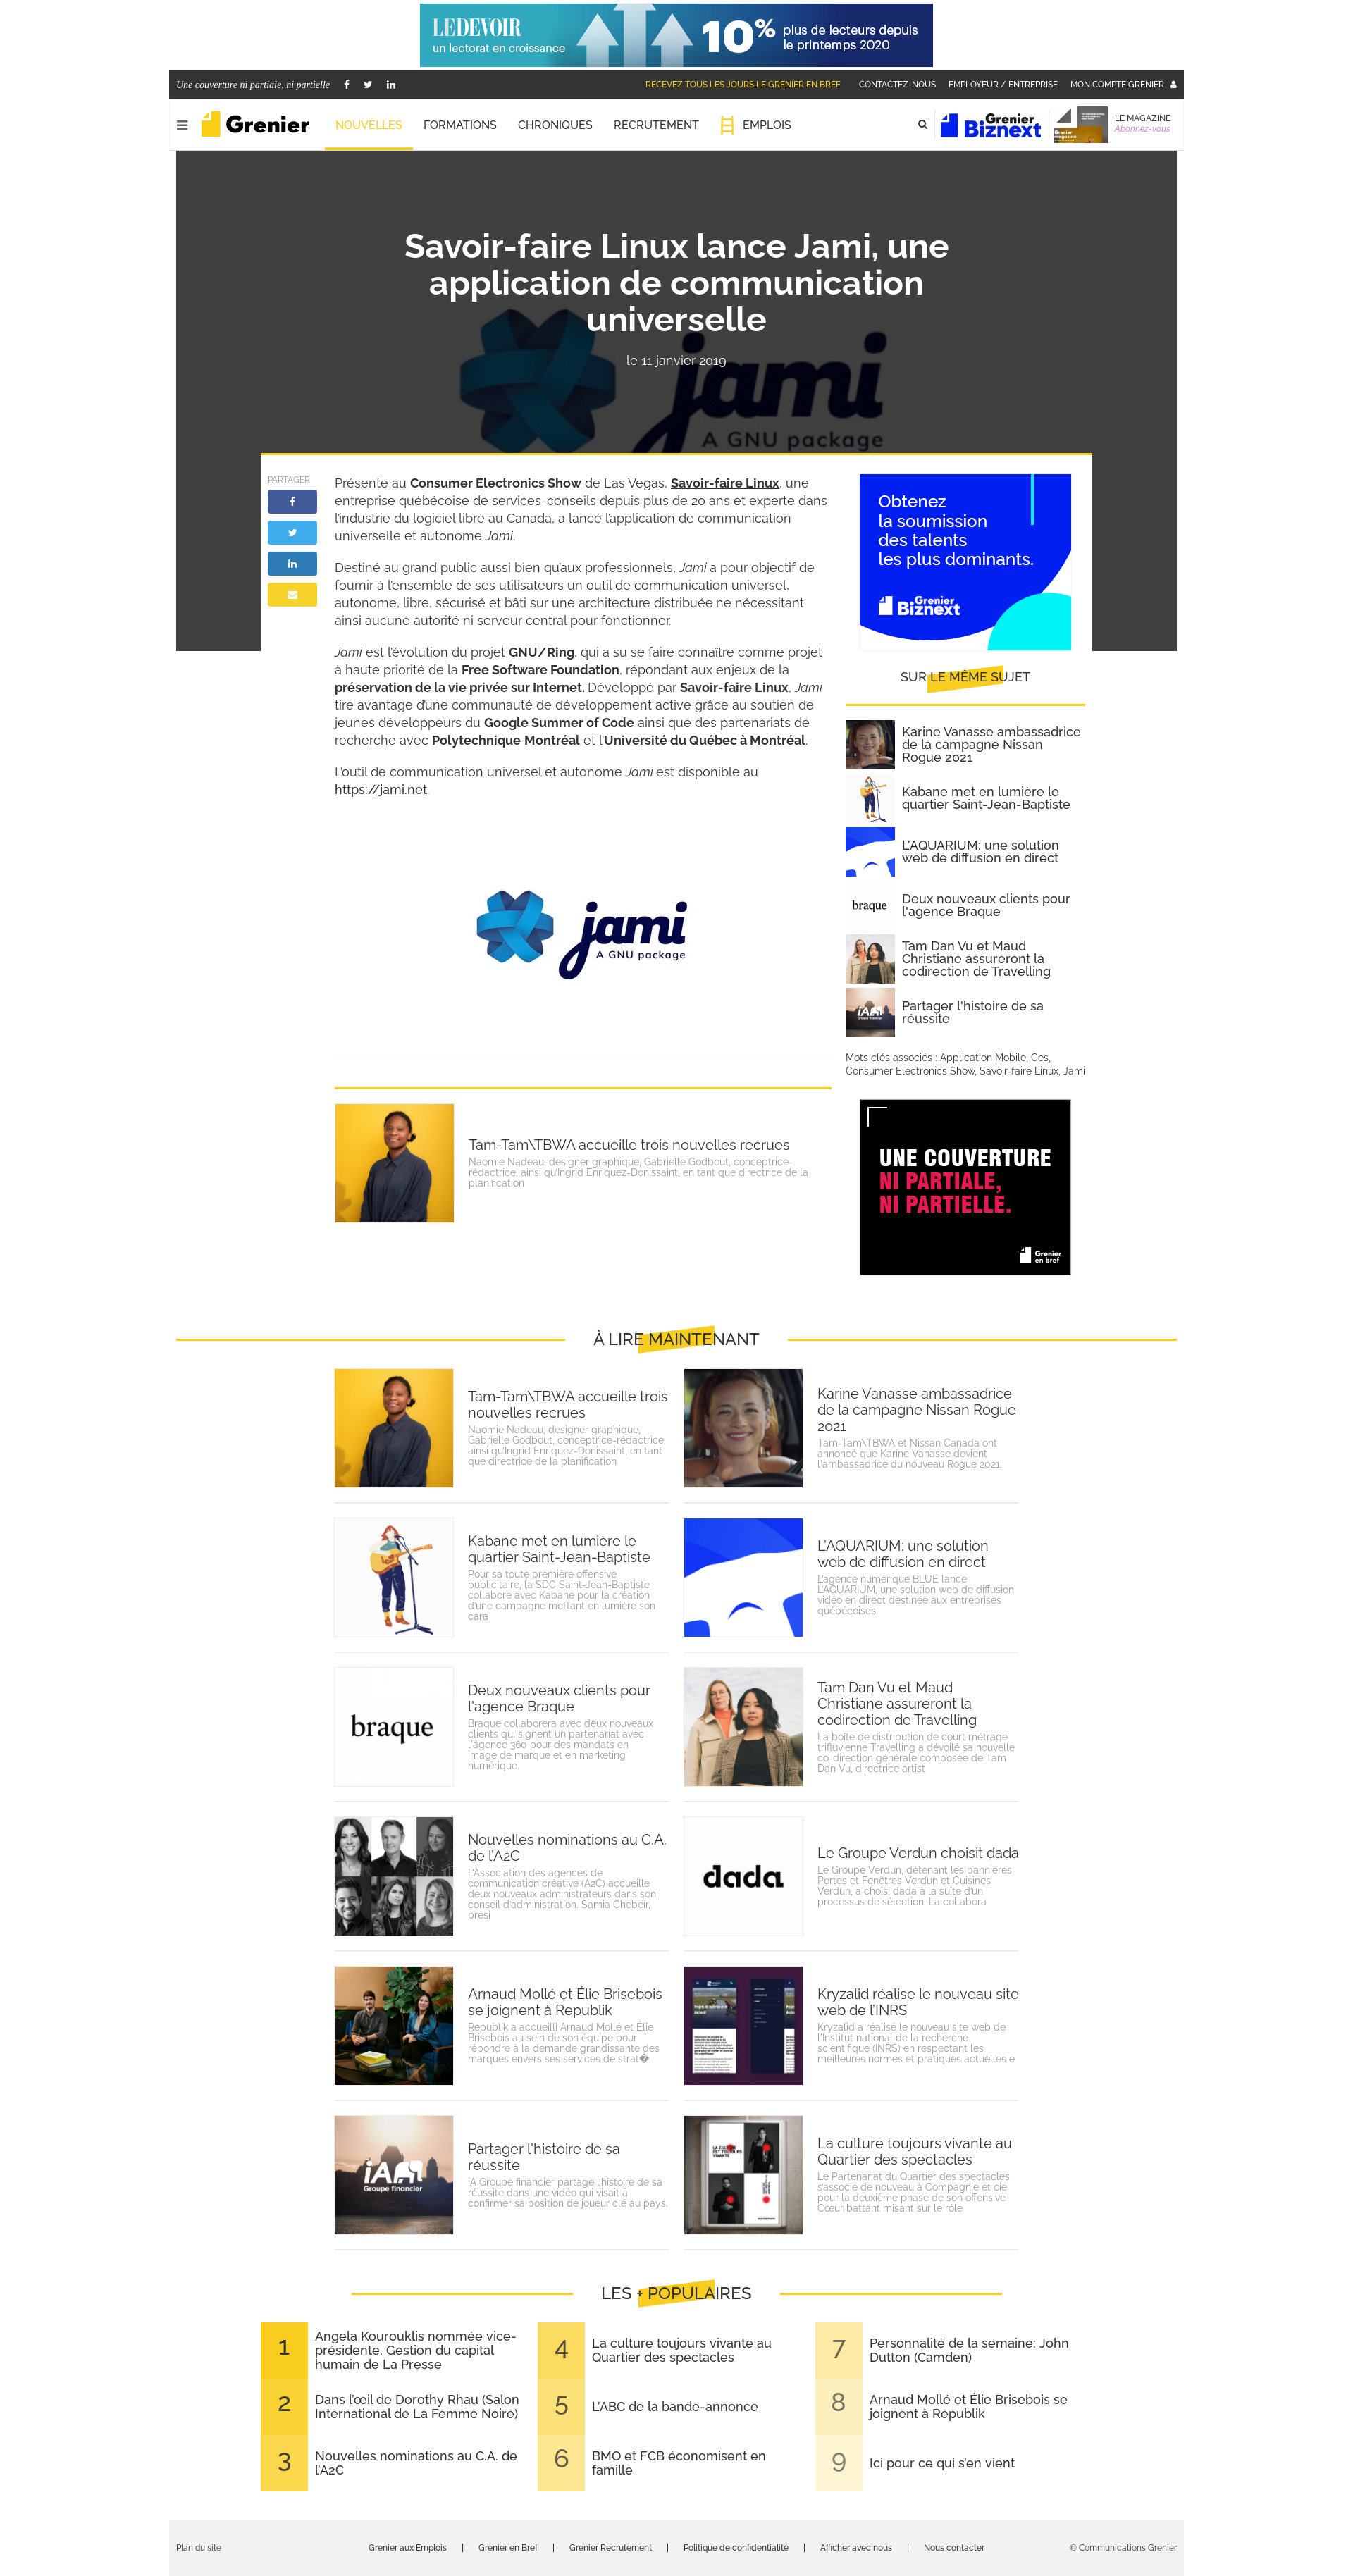 LE DEVOIR
un lectorat en croissance
10%
plus de lecteurs depuis
le printemps 2020
Une couverture ni partiale, ni partielle
RECEVEZ TOUS LES JOURS LE GRENIER EN BREF
CONTACTEZ-NOUS
EMPLOYEUR / ENTREPRISE
MON COMPTE GRENIER
Grenier
NOUVELLES
FORMATIONS
CHRONIQUES
RECRUTEMENT
EMPLOIS
Grenier
Biznext
LE MAGAZINE
Abonnez-vous
Savoir-faire Linux lance Jami, une
application de communication
universelle
le 11 janvier 2019
jami
A GNU package
PARTAGER
Présente au Consumer Electronics Show de Las Vegas, Savoir-faire Linux, une
entreprise québécoise de services-conseils depuis plus de 20 ans et experte dans
l’industrie du logiciel libre au Canada, a lancé l’application de communication
universelle et autonome Jami.
Destiné au grand public aussi bien qu’aux professionnels, Jami a pour objectif de
fournir à l’ensemble de ses utilisateurs un outil de communication universel,
autonome, libre, sécurisé et bâti sur une architecture distribuée ne nécessitant
ainsi aucune autorité ni serveur central pour fonctionner.
Jami est l’évolution du projet GNU/Ring, qui a su se faire connaître comme projet
à haute priorité de la Free Software Foundation, répondant aux enjeux de la
préservation de la vie privée sur Internet. Développé par Savoir-faire Linux, Jami
tire avantage d’une communauté de développement active grâce au soutien de
jeunes développeurs du Google Summer of Code ainsi que des partenariats de
recherche avec Polytechnique Montréal et l’Université du Québec à Montréal.
L’outil de communication universel et autonome Jami est disponible au
https://jami.net.
jami
A GNU package
Obtenez
la soumission
des talents
les plus dominants.
Grenier
Biznext
SUR LE MÊME SUJET
Karine Vanasse ambassadrice
de la campagne Nissan
Rogue 2021
Kabane met en lumière le
quartier Saint-Jean-Baptiste
L’AQUARIUM: une solution
web de diffusion en direct
braque
Deux nouveaux clients pour
l'agence Braque
Tam Dan Vu et Maud
Christiane assureront la
codirection de Travelling
iA
Partager l'histoire de sa
réussite
Mots clés associés : Application Mobile, Ces,
Consumer Electronics Show, Savoir-faire Linux, Jami
UNE COUVERTURE
NI PARTIALE,
NI PARTIELLE.
Grenier
en bref
Tam-Tam\TBWA accueille trois nouvelles recrues
Naomie Nadeau, designer graphique, Gabrielle Godbout, conceptrice-
rédactrice, ainsi qu’Ingrid Enriquez-Donissaint, en tant que directrice de la
planification
À LIRE MAINTENANT
Tam-Tam\TBWA accueille trois
nouvelles recrues
Naomie Nadeau, designer graphique,
Gabrielle Godbout, conceptrice-rédactrice,
ainsi qu’Ingrid Enriquez-Donissaint, en tant
que directrice de la planification
Karine Vanasse ambassadrice
de la campagne Nissan Rogue
2021
Tam-Tam\TBWA et Nissan Canada ont
annoncé que Karine Vanasse devient
l'ambassadrice du nouveau Rogue 2021.
Kabane met en lumière le
quartier Saint-Jean-Baptiste
Pour sa toute première offensive
publicitaire, la SDC Saint-Jean-Baptiste
collabore avec Kabane pour la création
d’une campagne mettant en lumière son
cara
L’AQUARIUM: une solution
web de diffusion en direct
L’agence numérique BLUE lance
L’AQUARIUM, une solution web de diffusion
vidéo en direct destinée aux entreprises
québécoises.
braque
Deux nouveaux clients pour
l'agence Braque
Braque collaborera avec deux nouveaux
clients qui signent un partenariat avec
l'agence 360 pour des mandats en
image de marque et en marketing
numérique.
Tam Dan Vu et Maud
Christiane assureront la
codirection de Travelling
La boîte de distribution de court métrage
trifluvienne Travelling a dévoilé sa nouvelle
co-direction générale composée de Tam
Dan Vu, directrice artist
Nouvelles nominations au C.A.
de l’A2C
L’Association des agences de
communication créative (A2C) accueille
deux nouveaux administrateurs dans son
conseil d’administration. Samia Chebeir,
prési
dada
Le Groupe Verdun choisit dada
Le Groupe Verdun, détenant les bannières
Portes et Fenêtres Verdun et Cuisines
Verdun, a choisi dada à la suite d’un
processus de sélection. La collabora
Arnaud Mollé et Élie Brisebois
se joignent à Republik
Republik a accueilli Arnaud Mollé et Élie
Brisebois au sein de son équipe pour
répondre à la demande grandissante des
marques envers ses services de strat�
Kryzalid réalise le nouveau site
web de l’INRS
Kryzalid a réalisé le nouveau site web de
l'Institut national de la recherche
scientifique (INRS) en respectant les
meilleures normes et pratiques actuelles e
iA
Groupe financier
Partager l'histoire de sa
réussite
iA Groupe financier partage l’histoire de sa
réussite dans une vidéo qui visait à
confirmer sa position de joueur clé au pays.
LA CULTURE
EST TOUJOURS
VIVANTE
La culture toujours vivante au
Quartier des spectacles
Le Partenariat du Quartier des spectacles
s’associe de nouveau à Compagnie et cie
pour la deuxième phase de son offensive
Cœur battant misant sur le rôle
LES + POPULAIRES
1
Angela Kourouklis nommée vice-
présidente, Gestion du capital
humain de La Presse
2
Dans l’œil de Dorothy Rhau (Salon
International de La Femme Noire)
3
Nouvelles nominations au C.A. de
l’A2C
4
La culture toujours vivante au
Quartier des spectacles
5
L’ABC de la bande-annonce
6
BMO et FCB économisent en
famille
7
Personnalité de la semaine: John
Dutton (Camden)
8
Arnaud Mollé et Élie Brisebois se
joignent à Republik
9
Ici pour ce qui s’en vient
Plan du site
Grenier aux Emplois | Grenier en Bref | Grenier Recrutement | Politique de confidentialité | Afficher avec nous | Nous contacter
© Communications Grenier